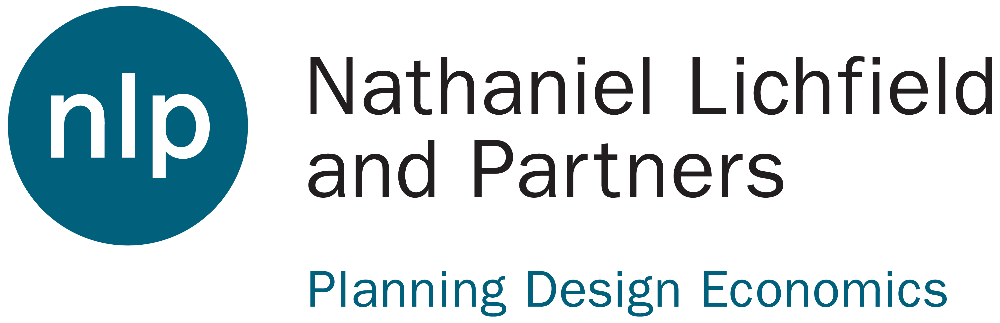 nlp
Nathaniel Lichfield
and Partners
Planning Design Economics